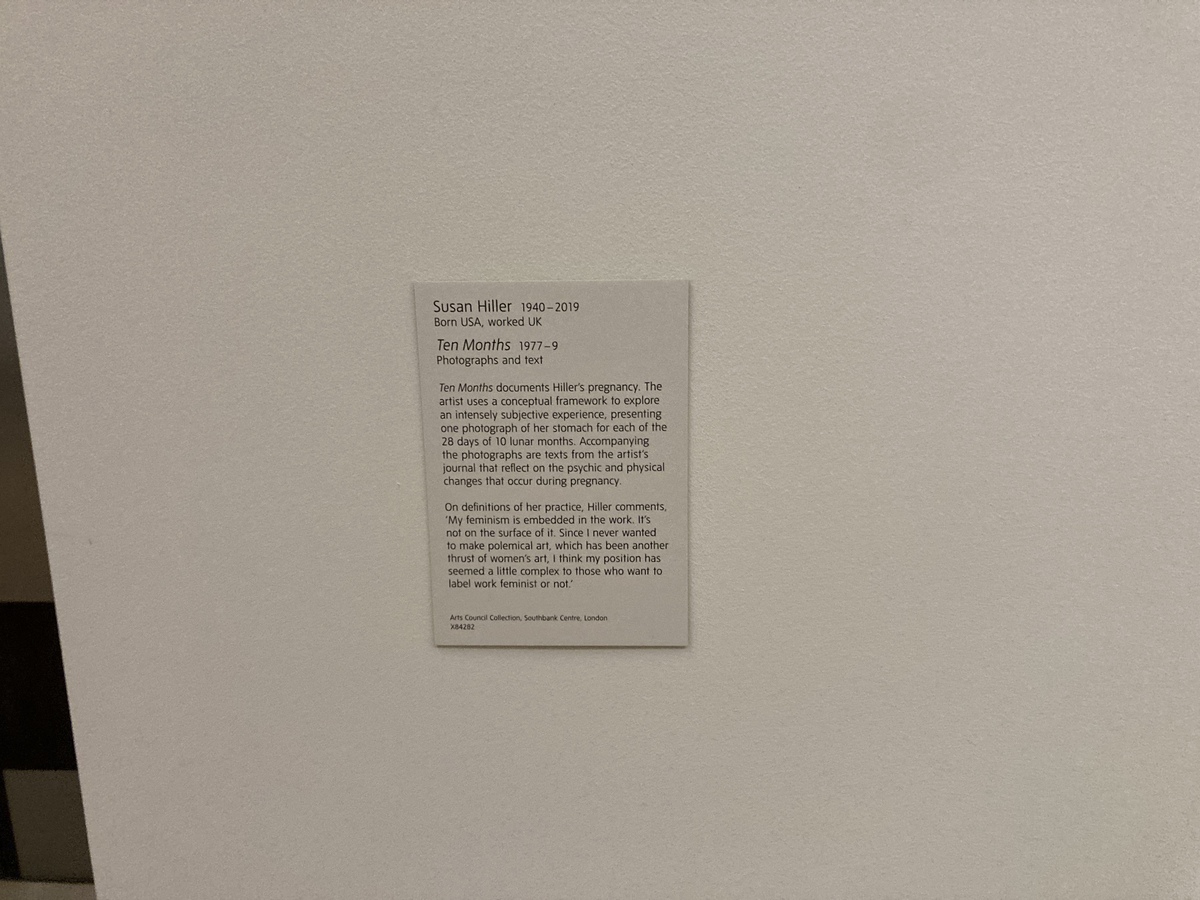 Susan Hiller 1940–2019
Born USA, worked UK
Ten Months 1977–9
Photographs and text
Ten Months documents Hiller's pregnancy. The
artist uses a conceptual framework to explore
an intensely subjective experience, presenting
one photograph of her stomach for each of the
28 days of 10 lunar months. Accompanying
the photographs are texts from the artist's
journal that reflect on the psychic and physical
changes that occur during pregnancy.
On definitions of her practice, Hiller comments,
'My feminism is embedded in the work. It's
not on the surface of it. Since I never wanted
to make polemical art, which has been another
thrust of women's art, I think my position has
seemed a little complex to those who want to
label work feminist or not.'
Arts Council Collection, Southbank Centre, London
X84282